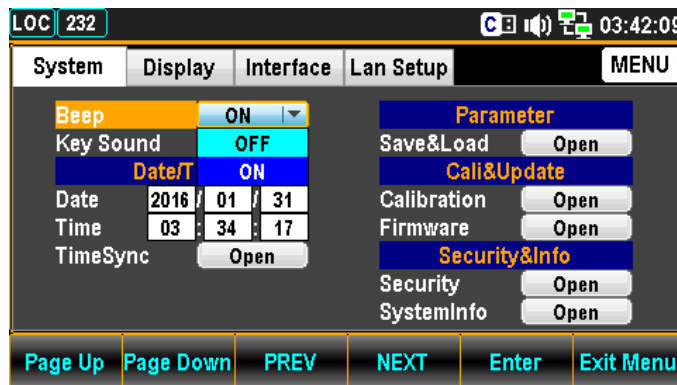 LOC 232 C 03:42:09
System Display Interface Lan Setup MENU
Beep ON
Key Sound OFF
ON
Date/T
Date 2016 / 01 / 31
Time 03 : 34 : 17
TimeSync Open
Parameter
Save&Load Open
Cali&Update
Calibration Open
Firmware Open
Security&Info
Security Open
SystemInfo Open
Page Up Page Down PREV NEXT Enter Exit Menu